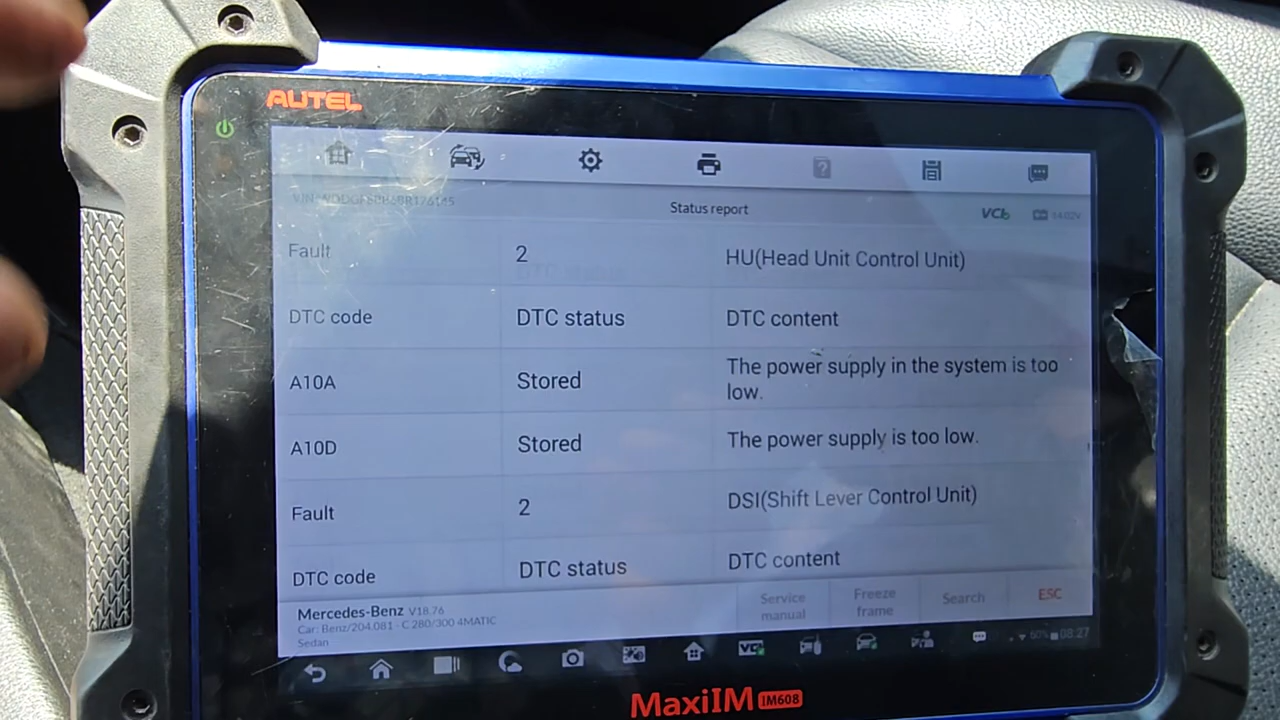 AUTEL
Status report
VCI
Fault 2 HU(Head Unit Control Unit)
DTC code DTC status DTC content
A10A Stored The power supply in the system is too
low.
A10D Stored The power supply is too low.
Fault 2 DSI(Shift Lever Control Unit)
DTC code DTC status DTC content
Mercedes-Benz V18.76
Car: Benz/204.081 - C 280/300 4MATIC
Sedan
Service
manual
Freeze
frame
Search
ESC
60% 08:27
MaxiIM IM608